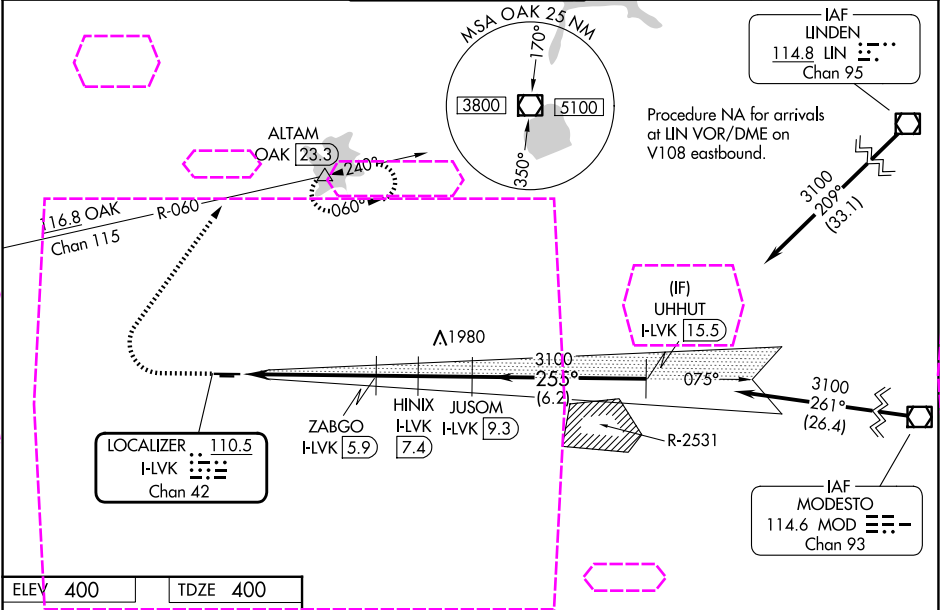 MSA OAK 25 NM
170°
3800
5100
350°
IAF
LINDEN
114.8 LIN
Chan 95
Procedure NA for arrivals
at LIN VOR/DME on
V108 eastbound.
3100
209°
(33.1)
ALTAM
OAK 23.3
240°
060°
116.8 OAK
R-060
Chan 115
(IF)
UHHUT
I-LVK 15.5
1980
3100
255°
(6.2)
075°
3100
261°
(26.4)
ZABGO
I-LVK 5.9
HINIX
I-LVK
7.4
JUSOM
I-LVK 9.3
R-2531
LOCALIZER 110.5
I-LVK
Chan 42
IAF
MODESTO
114.6 MOD
Chan 93
ELEV 400
TDZE 400